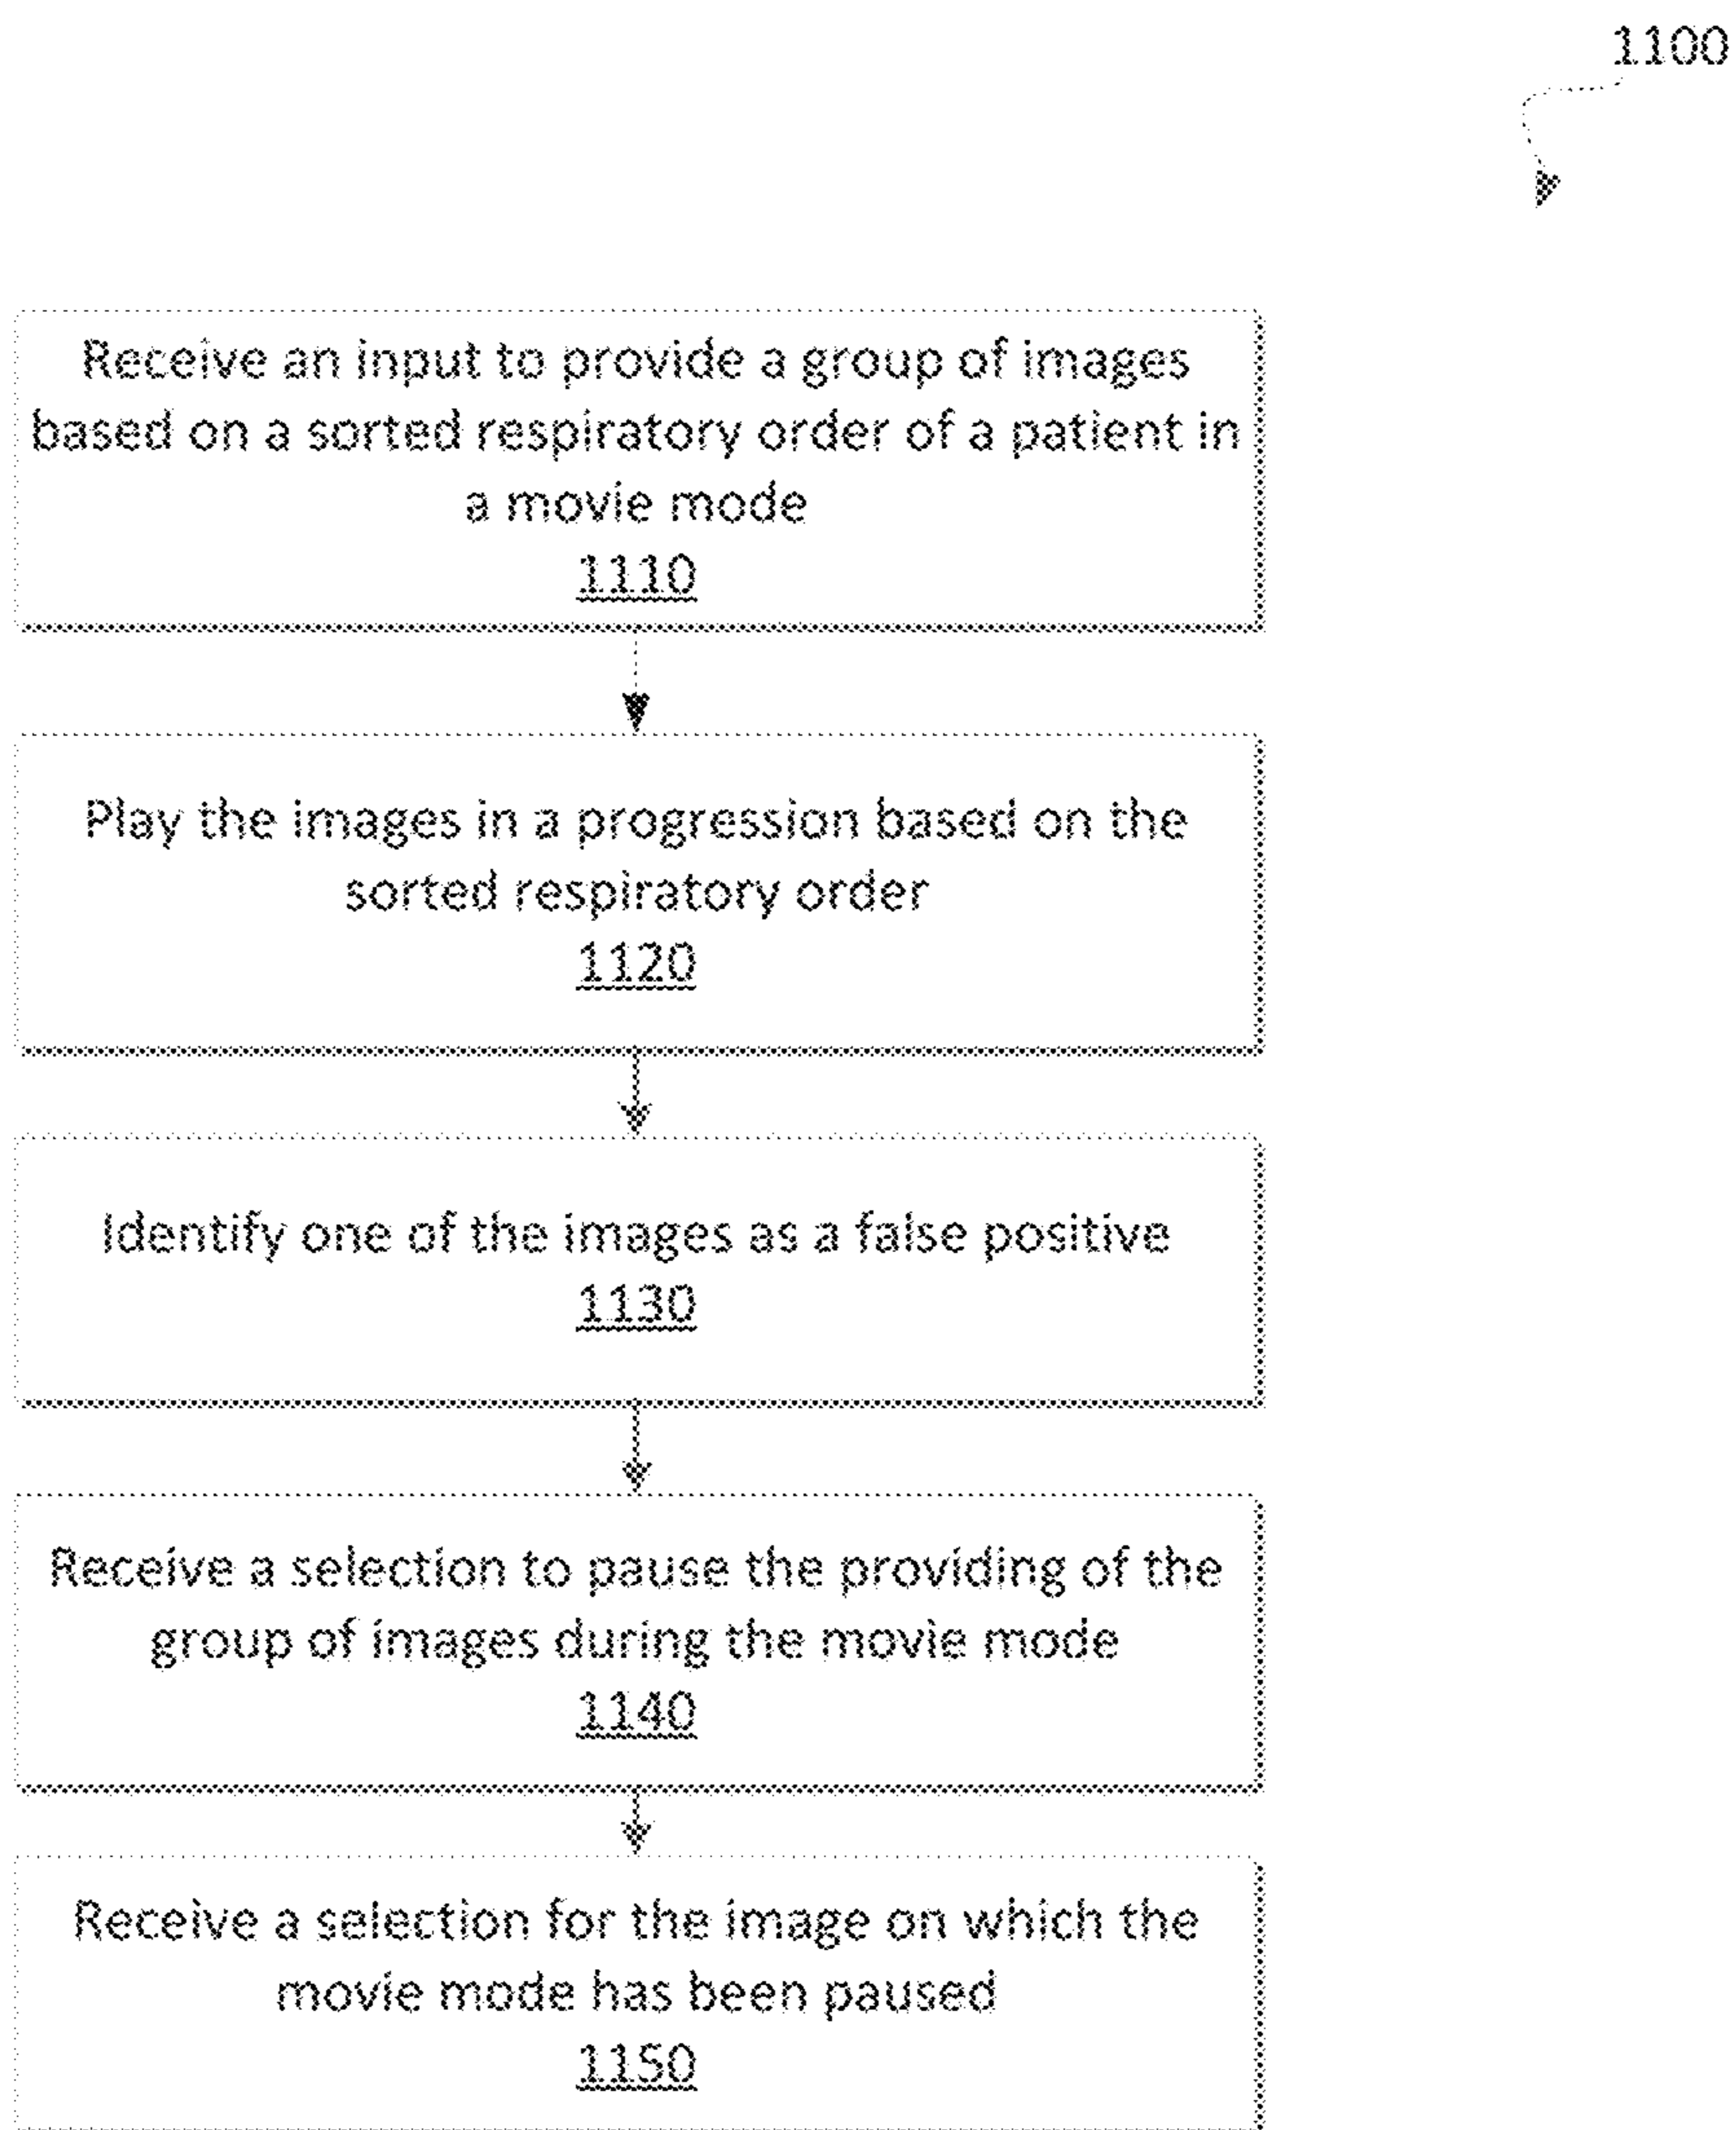 1100
Receive an input to provide a group of images
based on a sorted respiratory order of a patient in
a movie mode
1110
Play the images in a progression based on the
sorted respiratory order
1120
Identify one of the images as a false positive
1130
Receive a selection to pause the providing of the
group of images during the movie mode
1140
Receive a selection for the image on which the
movie mode has been paused
1150